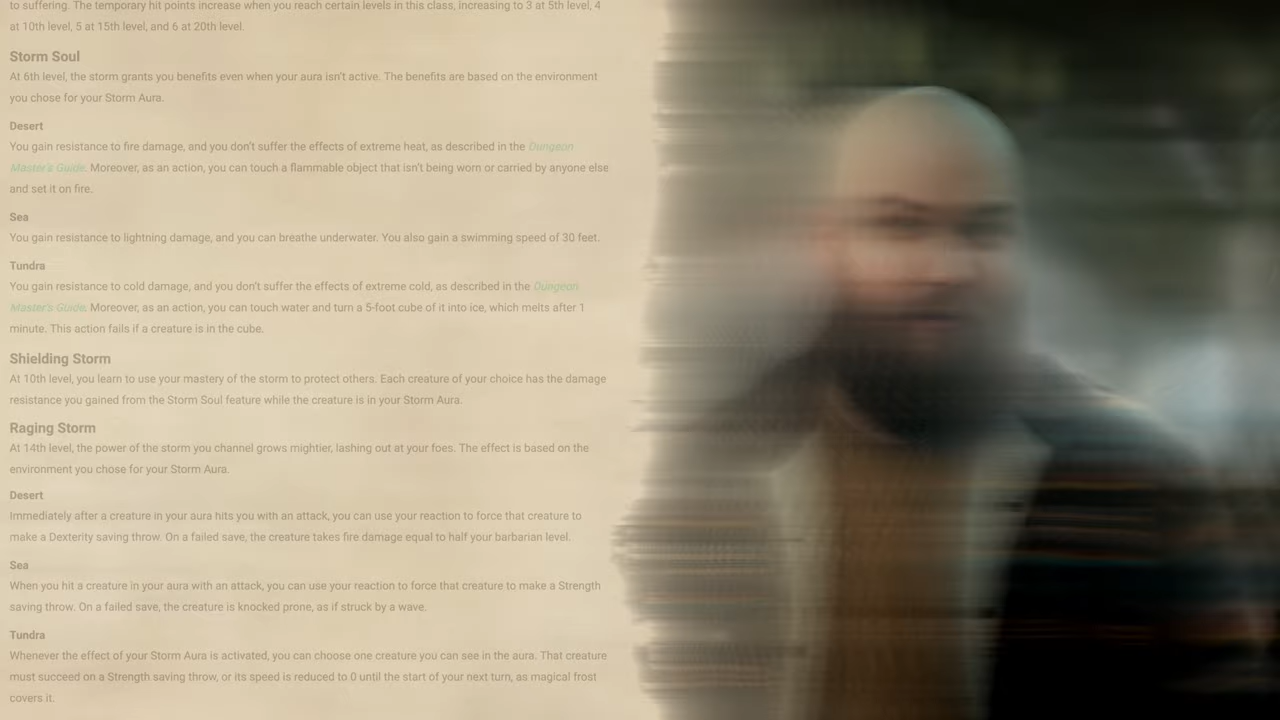 to suffering. The temporary hit points increase when you reach certain levels in this class, increasing to 3 at 5th level, 4
at 10th level, 5 at 15th level, and 6 at 20th level.
Storm Soul
At 6th level, the storm grants you benefits even when your aura isn't active. The benefits are based on the environment
you chose for your Storm Aura.
Desert
You gain resistance to fire damage, and you don't suffer the effects of extreme heat, as described in the Dungeon
Master's Guide. Moreover, as an action, you can touch a flammable object that isn't being worn or carried by anyone else
and set it on fire.
Sea
You gain resistance to lightning damage, and you can breathe underwater. You also gain a swimming speed of 30 feet.
Tundra
You gain resistance to cold damage, and you don't suffer the effects of extreme cold, as described in the Dungeon
Master's Guide. Moreover, as an action, you can touch water and turn a 5-foot cube of it into ice, which melts after 1
minute. This action fails if a creature is in the cube.
Shielding Storm
At 10th level, you learn to use your mastery of the storm to protect others. Each creature of your choice has the damage
resistance you gained from the Storm Soul feature while the creature is in your Storm Aura.
Raging Storm
At 14th level, the power of the storm you channel grows mightier, lashing out at your foes. The effect is based on the
environment you chose for your Storm Aura.
Desert
Immediately after a creature in your aura hits you with an attack, you can use your reaction to force that creature to
make a Dexterity saving throw. On a failed save, the creature takes fire damage equal to half your barbarian level.
Sea
When you hit a creature in your aura with an attack, you can use your reaction to force that creature to make a Strength
saving throw. On a failed save, the creature is knocked prone, as if struck by a wave.
Tundra
Whenever the effect of your Storm Aura is activated, you can choose one creature you can see in the aura. That creature
must succeed on a Strength saving throw, or its speed is reduced to 0 until the start of your next turn, as magical frost
covers it.